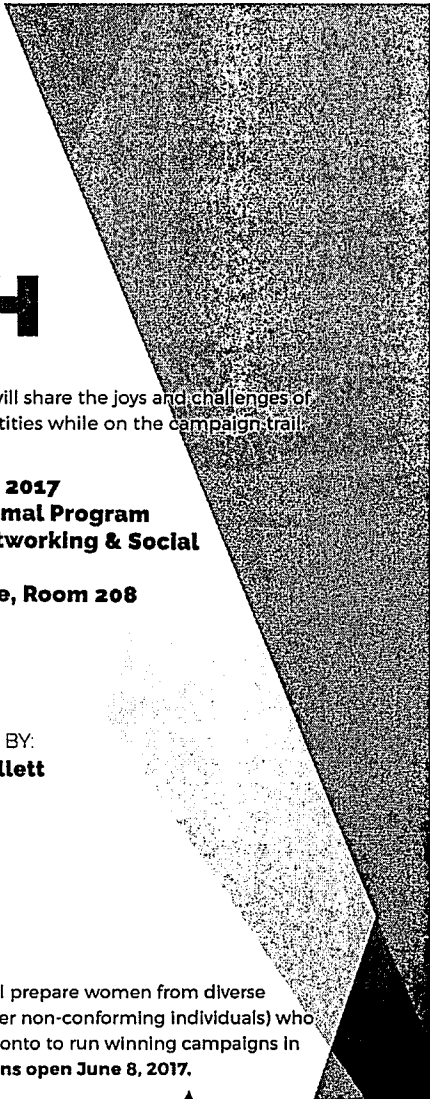 H
will share the joys and challenges of
tities while on the campaign trail
2017
mal Program
tworking & Social
e, Room 208
BY:
llett
l prepare women from diverse
er non-conforming individuals) who
onto to run winning campaigns in
ns open June 8, 2017.